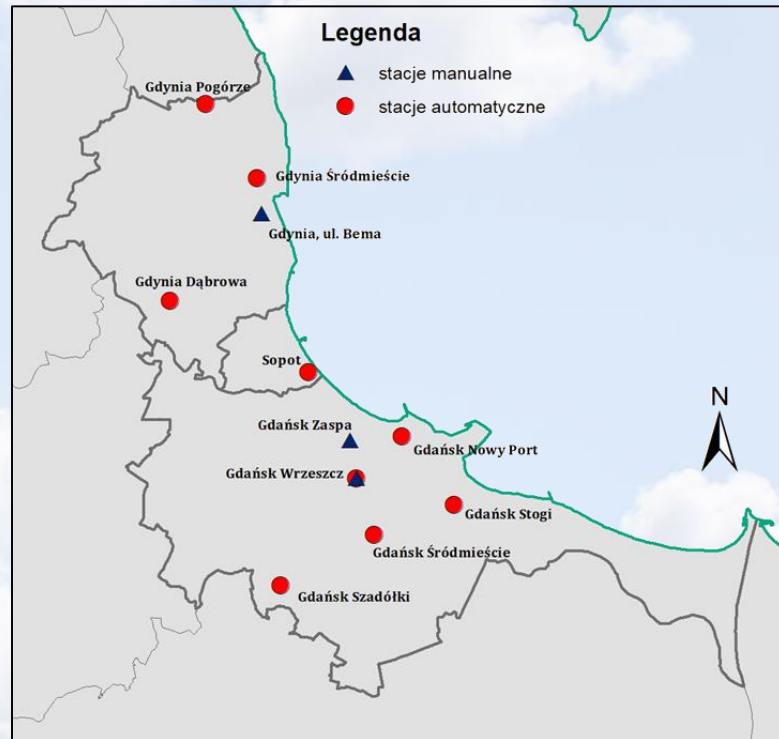 Legenda
stacje manualne
stacje automatyczne
Gdynia Pogórze
Gdynia Śródmieście
Gdynia, ul. Bema
Gdynia Dąbrowa
Sopot
N
Gdańsk Zaspa
Gdańsk Nowy Port
Gdańsk Wrzeszcz
Gdańsk Stogi
Gdańsk Śródmieście
Gdańsk Szadółki